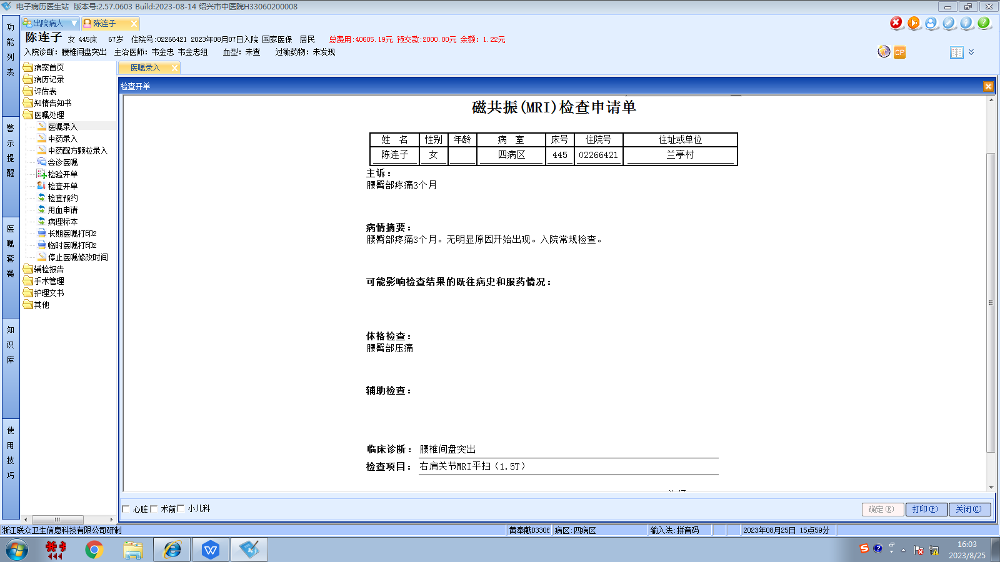 电子病历医生站 版本号:2.57.0603 Build:2023-08-14 绍兴市中医院H33060200008
出院病人
陈连子
陈连子 女 445床 67岁 住院号:02266421 2023年08月07日入院 国家医保 居民 总费用:40605.19元 预交款:2000.00元 余额: 1.22元
入院诊断: 腰椎间盘突出 主治医师: 韦金忠 韦金忠组 血型: 未查 过敏药物: 未发现
CP
功能列表
警示提醒
医嘱套餐
知识库
使用技巧
病案首页
病历记录
评估表
知情告知书
医嘱处理
医嘱录入
中药录入
中药配方颗粒录入
会诊医嘱
检验开单
检查开单
检查预约
用血申请
病理标本
长期医嘱打印2
临时医嘱打印2
停止医嘱修改时间
辅检报告
手术管理
护理文书
其他
医嘱录入
检查开单
磁共振(MRI)检查申请单
姓 名 性别 年龄 病 室 床号 住院号 住址或单位
陈连子 女 四病区 445 02266421 兰亭村
主诉:
腰臀部疼痛3个月
病情摘要:
腰臀部疼痛3个月。无明显原因开始出现。入院常规检查。
可能影响检查结果的既往病史和服药情况:
体格检查:
腰臀部压痛
辅助检查:
临床诊断: 腰椎间盘突出
检查项目: 右肩关节MRI平扫（1.5T）
心脏 术前 小儿科
确定(E) 打印(P) 关闭(C)
浙江联众卫生信息科技有限公司研制 黄奉献D3306 病区:四病区 输入法:拼音码 2023年08月25日 15点59分
16:03
2023/8/25